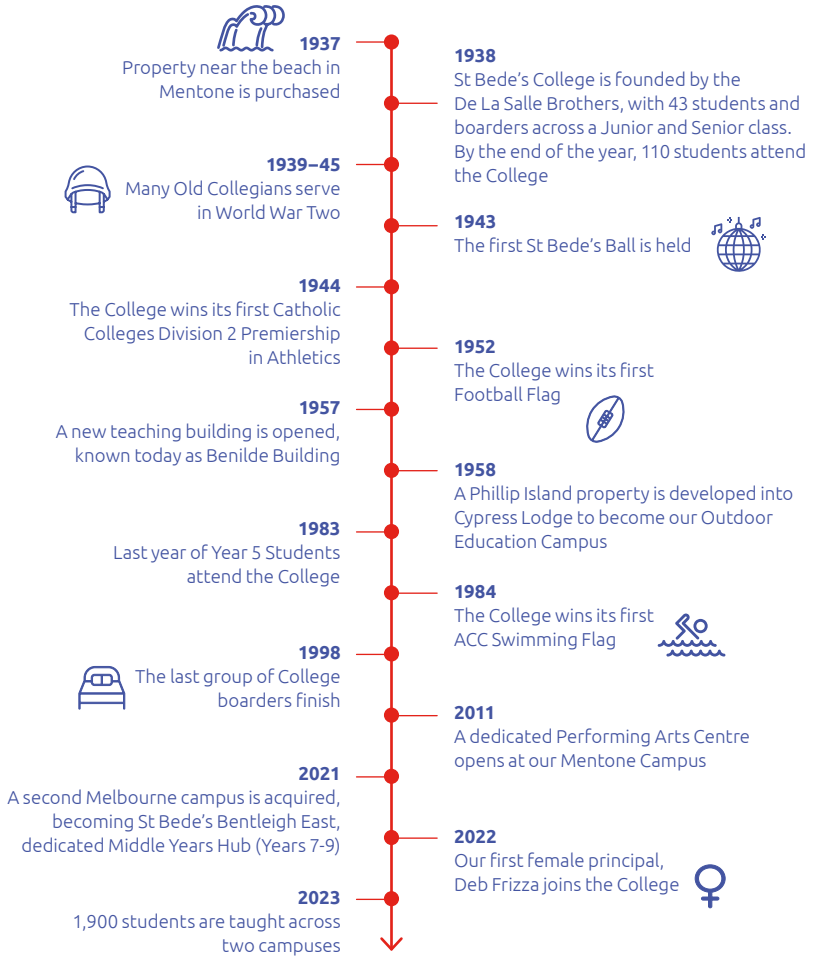 1937
Property near the beach in
Mentone is purchased
1938
St Bede's College is founded by the
De La Salle Brothers, with 43 students and
boarders across a Junior and Senior class.
By the end of the year, 110 students attend
the College
1939–45
Many Old Collegians serve
in World War Two
1943
The first St Bede's Ball is held
1944
The College wins its first Catholic
Colleges Division 2 Premiership
in Athletics
1952
The College wins its first
Football Flag
1957
A new teaching building is opened,
known today as Benilde Building
1958
A Phillip Island property is developed into
Cypress Lodge to become our Outdoor
Education Campus
1983
Last year of Year 5 Students
attend the College
1984
The College wins its first
ACC Swimming Flag
1998
The last group of College
boarders finish
2011
A dedicated Performing Arts Centre
opens at our Mentone Campus
2021
A second Melbourne campus is acquired,
becoming St Bede's Bentleigh East,
dedicated Middle Years Hub (Years 7-9)
2022
Our first female principal,
Deb Frizza joins the College
2023
1,900 students are taught across
two campuses